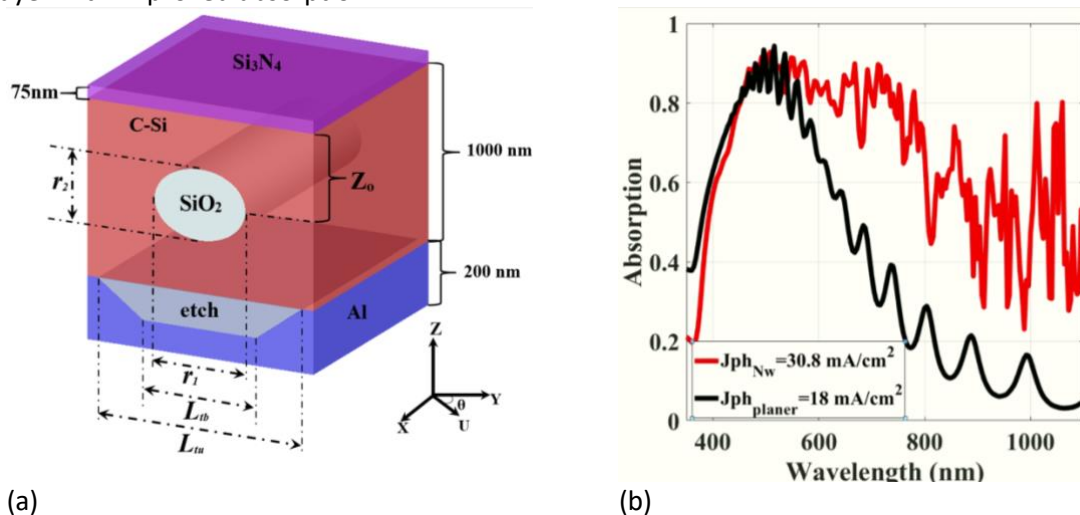 Si3N4
75nm
C-Si
1000 nm
r2
Zo
SiO2
200 nm
etch
Al
r1
Ltb
Ltu
Z
Y
θ
X
U
Absorption
1
0.8
0.6
0.4
0.2
0
JphNw=30.8 mA/cm2
Jphplaner=18 mA/cm2
400 600 800 1000
Wavelength (nm)
(a) (b)